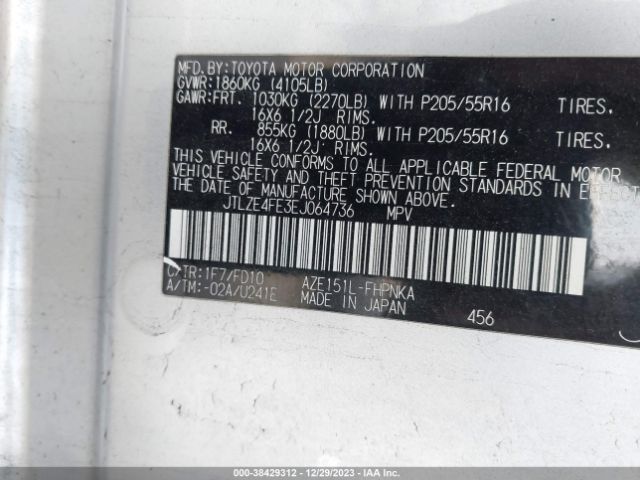 MFD.BY:TOYOTA MOTOR CORPORATION
GVWR:1860KG (4105LB)
GAWR:FRT. 1030KG (2270LB) WITH P205/55R16 TIRES.
16X6 1/2J RIMS.
RR. 855KG (1880LB) WITH P205/55R16 TIRES.
16X6 1/2J RIMS.
THIS VEHICLE CONFORMS TO ALL APPLICABLE FEDERAL MOTOR
VEHICLE SAFETY AND THEFT PREVENTION STANDARDS IN EFFECT
DATE OF MANUFACTURE SHOWN ABOVE.
JTLZE4FE3EJ064736 MPV
C/TR:1F7/FD10 AZE151L-FHPNKA
A/TM:-02A/U241E MADE IN JAPAN
456
000-38429312 - 12/29/2023 - IAA Inc.